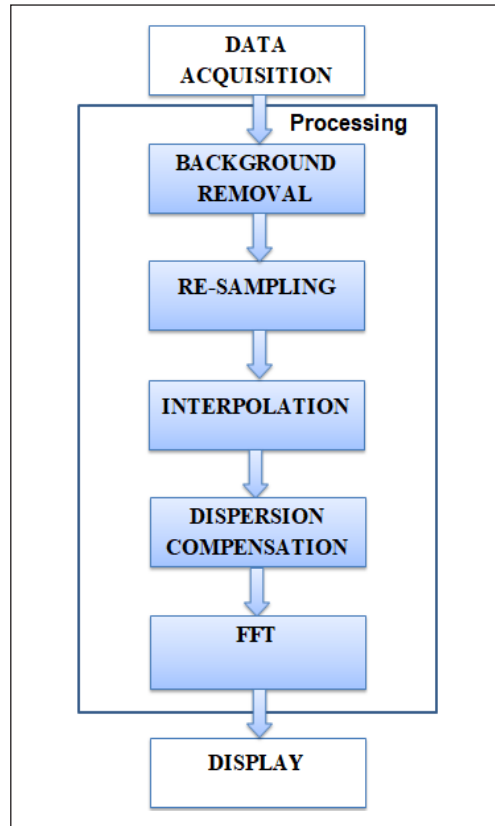 DATA
ACQUISITION
Processing
BACKGROUND
REMOVAL
RE-SAMPLING
INTERPOLATION
DISPERSION
COMPENSATION
FFT
DISPLAY